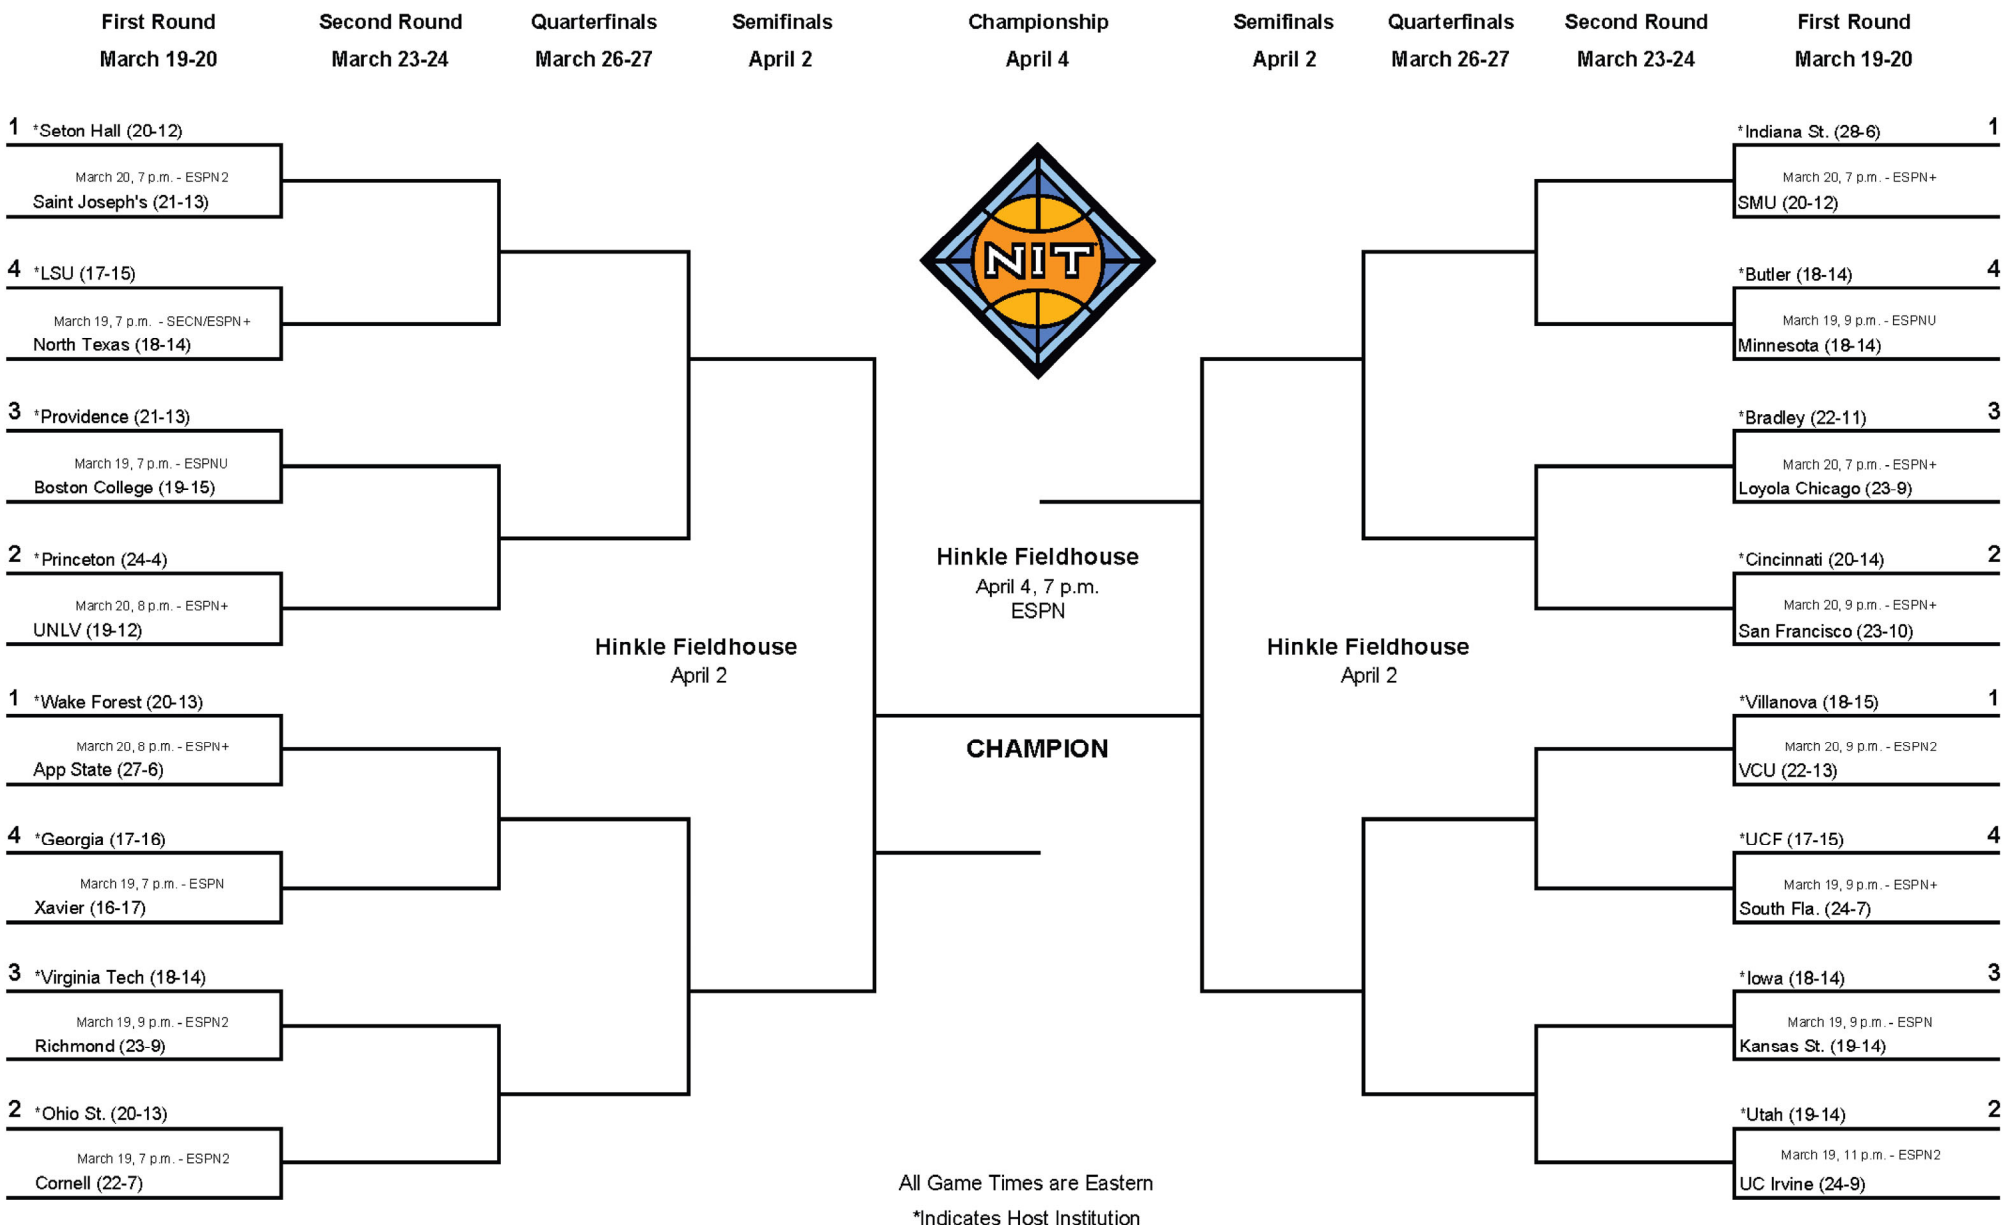 First Round Second Round Quarterfinals Semifinals Championship Semifinals Quarterfinals Second Round First Round
March 19-20 March 23-24 March 26-27 April 2 April 4 April 2 March 26-27 March 23-24 March 19-20
1 *Seton Hall (20-12)
March 20, 7 p.m. - ESPN2
Saint Joseph's (21-13)
4 *LSU (17-15)
March 19, 7 p.m. - SECN/ESPN+
North Texas (18-14)
3 *Providence (21-13)
March 19, 7 p.m. - ESPNU
Boston College (19-15)
2 *Princeton (24-4)
March 20, 8 p.m. - ESPN+
UNLV (19-12)
1 *Wake Forest (20-13)
March 20, 8 p.m. - ESPN+
App State (27-6)
4 *Georgia (17-16)
March 19, 7 p.m. - ESPN
Xavier (16-17)
3 *Virginia Tech (18-14)
March 19, 9 p.m. - ESPN2
Richmond (23-9)
2 *Ohio St. (20-13)
March 19, 7 p.m. - ESPN2
Cornell (22-7)
Hinkle Fieldhouse
April 2
NIT
Hinkle Fieldhouse
April 4, 7 p.m.
ESPN
CHAMPION
Hinkle Fieldhouse
April 2
*Indiana St. (28-6) 1
March 20, 7 p.m. - ESPN+
SMU (20-12)
*Butler (18-14) 4
March 19, 9 p.m. - ESPNU
Minnesota (18-14)
*Bradley (22-11) 3
March 20, 7 p.m. - ESPN+
Loyola Chicago (23-9)
*Cincinnati (20-14) 2
March 20, 9 p.m. - ESPN+
San Francisco (23-10)
*Villanova (18-15) 1
March 20, 9 p.m. - ESPN2
VCU (22-13)
*UCF (17-15) 4
March 19, 9 p.m. - ESPN+
South Fla. (24-7)
*Iowa (18-14) 3
March 19, 9 p.m. - ESPN
Kansas St. (19-14)
*Utah (19-14) 2
March 19, 11 p.m. - ESPN2
UC Irvine (24-9)
All Game Times are Eastern
*Indicates Host Institution